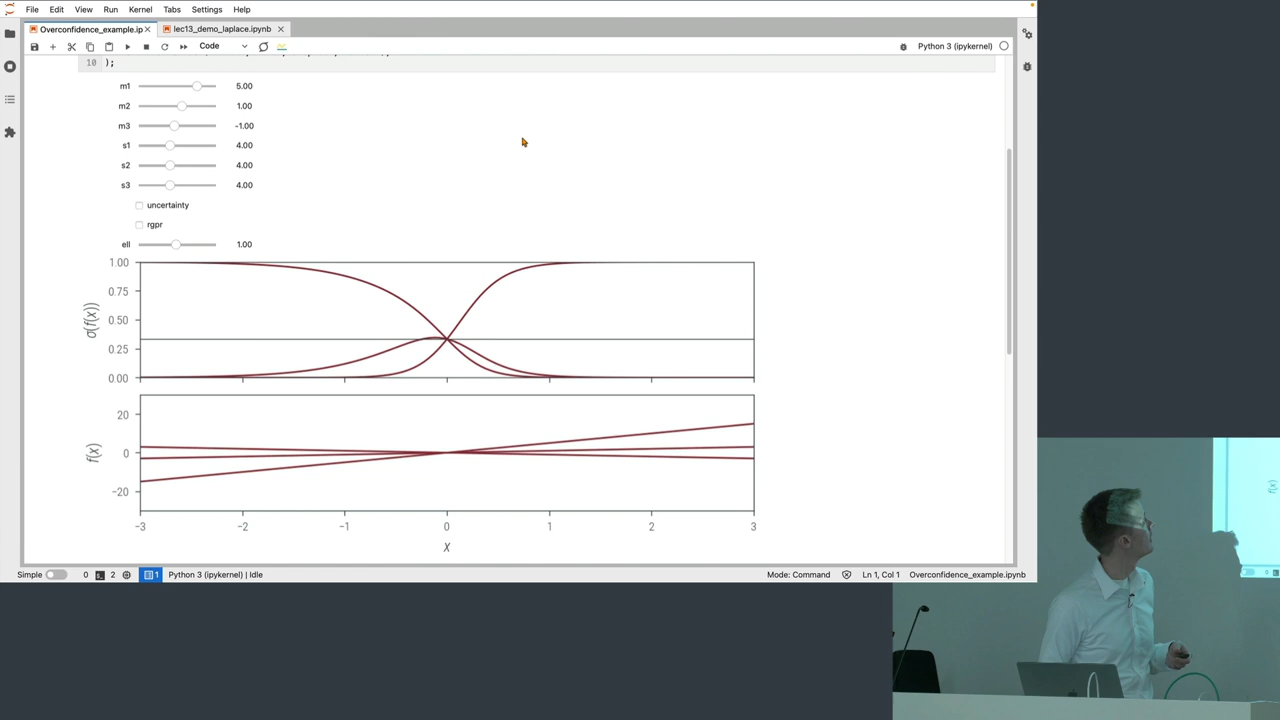 File Edit View Run Kernel Tabs Settings Help
Overconfidence_example.ip
lec13_demo_laplace.ipynb
Code
Python 3 (ipykernel)
10 );
m1 5.00
m2 1.00
m3 -1.00
s1 4.00
s2 4.00
s3 4.00
uncertainty
rgpr
ell 1.00
1.00
0.75
0.50
0.25
0.00
σ(f(x))
20
0
−20
f(x)
−3 −2 −1 0 1 2 3
x
Simple 0 2 1 Python 3 (ipykernel) | Idle Mode: Command Ln 1, Col 1 Overconfidence_example.ipynb
f(x)